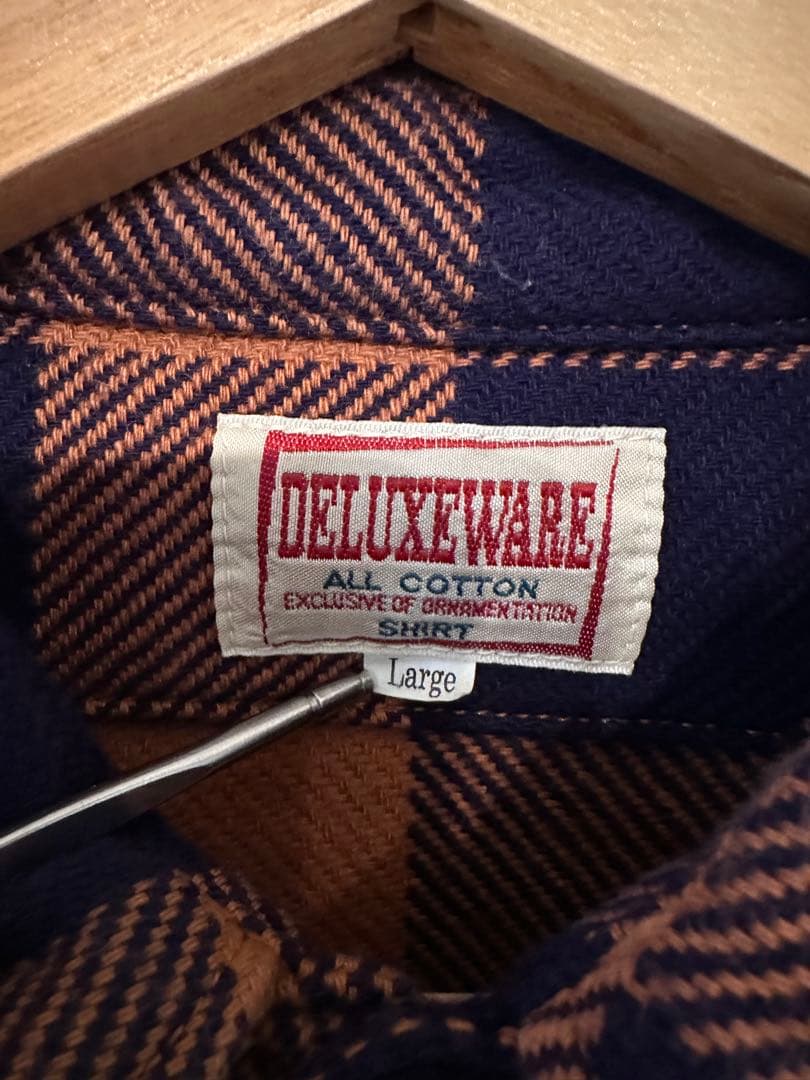 DELUXEWARE
ALL COTTON
EXCLUSIVE OF ORNAMENTATION
SHIRT
Large